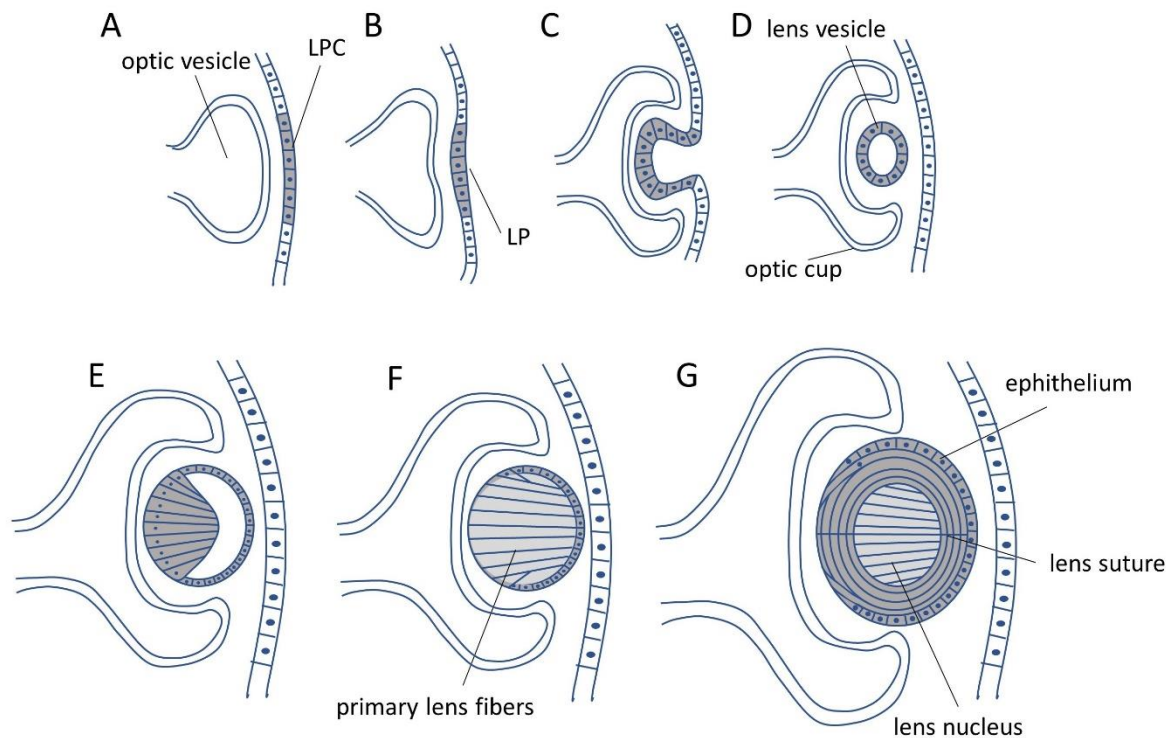 A
optic vesicle
LPC
B
LP
C
D
lens vesicle
optic cup
E
F
primary lens fibers
G
ephithelium
lens suture
lens nucleus